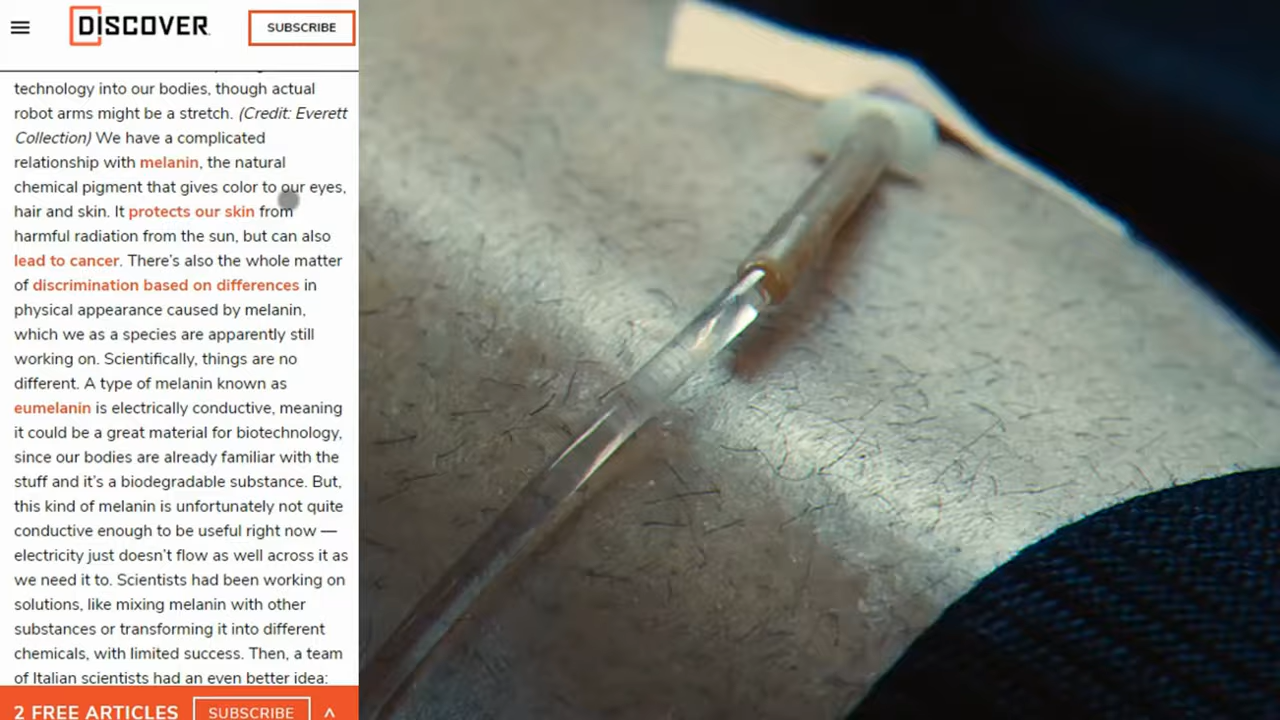 DISCOVER
SUBSCRIBE
technology into our bodies, though actual
robot arms might be a stretch. (Credit: Everett
Collection) We have a complicated
relationship with melanin, the natural
chemical pigment that gives color to our eyes,
hair and skin. It protects our skin from
harmful radiation from the sun, but can also
lead to cancer. There's also the whole matter
of discrimination based on differences in
physical appearance caused by melanin,
which we as a species are apparently still
working on. Scientifically, things are no
different. A type of melanin known as
eumelanin is electrically conductive, meaning
it could be a great material for biotechnology,
since our bodies are already familiar with the
stuff and it's a biodegradable substance. But,
this kind of melanin is unfortunately not quite
conductive enough to be useful right now —
electricity just doesn't flow as well across it as
we need it to. Scientists had been working on
solutions, like mixing melanin with other
substances or transforming it into different
chemicals, with limited success. Then, a team
of Italian scientists had an even better idea:
2 FREE ARTICLES SUBSCRIBE